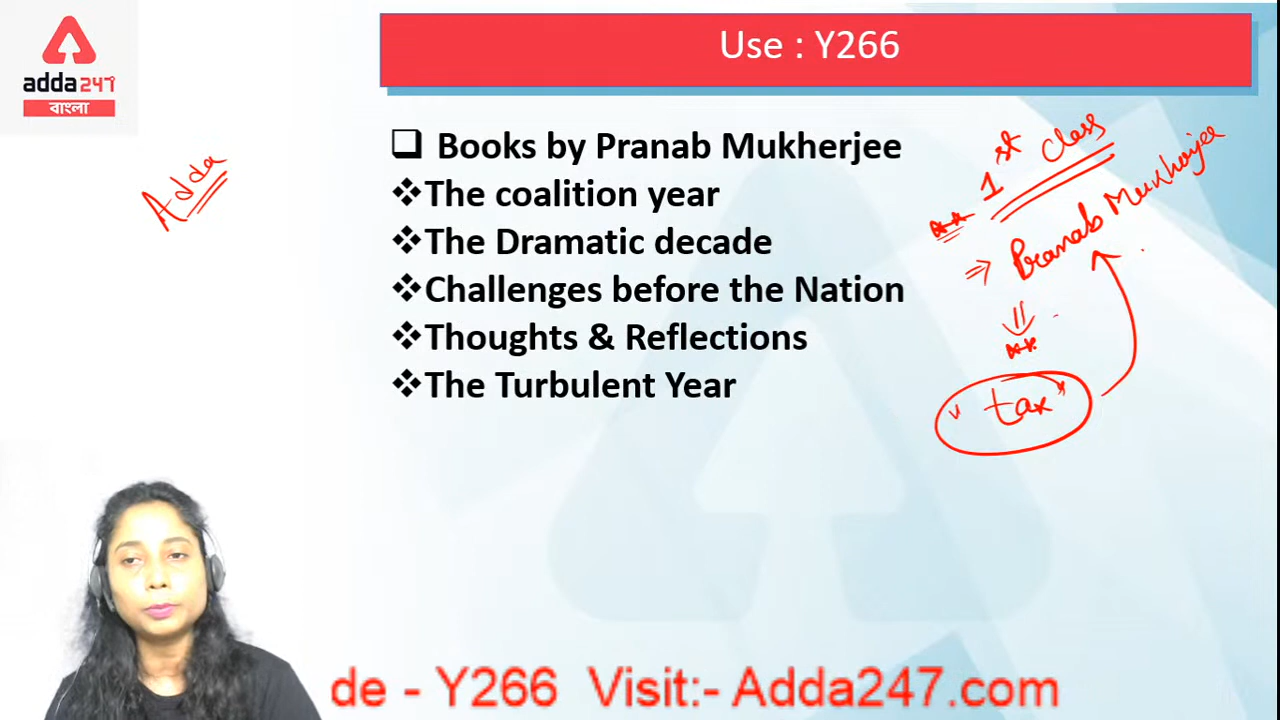 Use : Y266
adda247
বাংলা
Books by Pranab Mukherjee
The coalition year
The Dramatic decade
Challenges before the Nation
Thoughts & Reflections
The Turbulent Year
Adda
1st class
Pranab Mukherjee
"tax"
de - Y266 Visit:- Adda247.com